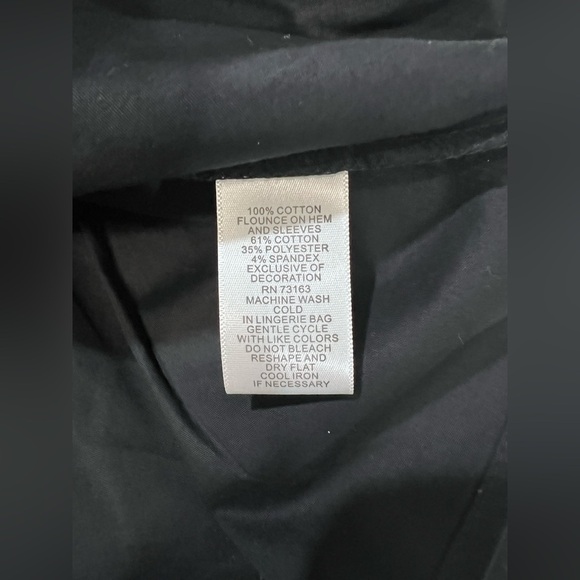 100% COTTON
FLOUNCE ON HEM
AND SLEEVES
61% COTTON
35% POLYESTER
4% SPANDEX
EXCLUSIVE OF
DECORATION
RN 73163
MACHINE WASH
COLD
IN LINGERIE BAG
GENTLE CYCLE
WITH LIKE COLORS
DO NOT BLEACH
RESHAPE AND
DRY FLAT
COOL IRON
IF NECESSARY